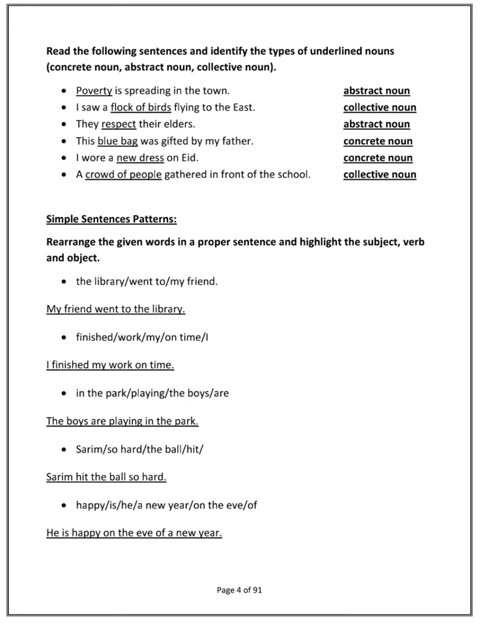 Read the following sentences and identify the types of underlined nouns
(concrete noun, abstract noun, collective noun).
• Poverty is spreading in the town. abstract noun
• I saw a flock of birds flying to the East. collective noun
• They respect their elders. abstract noun
• This blue bag was gifted by my father. concrete noun
• I wore a new dress on Eid. concrete noun
• A crowd of people gathered in front of the school. collective noun
Simple Sentences Patterns:
Rearrange the given words in a proper sentence and highlight the subject, verb
and object.
• the library/went to/my friend.
My friend went to the library.
• finished/work/my/on time/I
I finished my work on time.
• in the park/playing/the boys/are
The boys are playing in the park.
• Sarim/so hard/the ball/hit/
Sarim hit the ball so hard.
• happy/is/he/a new year/on the eve/of
He is happy on the eve of a new year.
Page 4 of 91